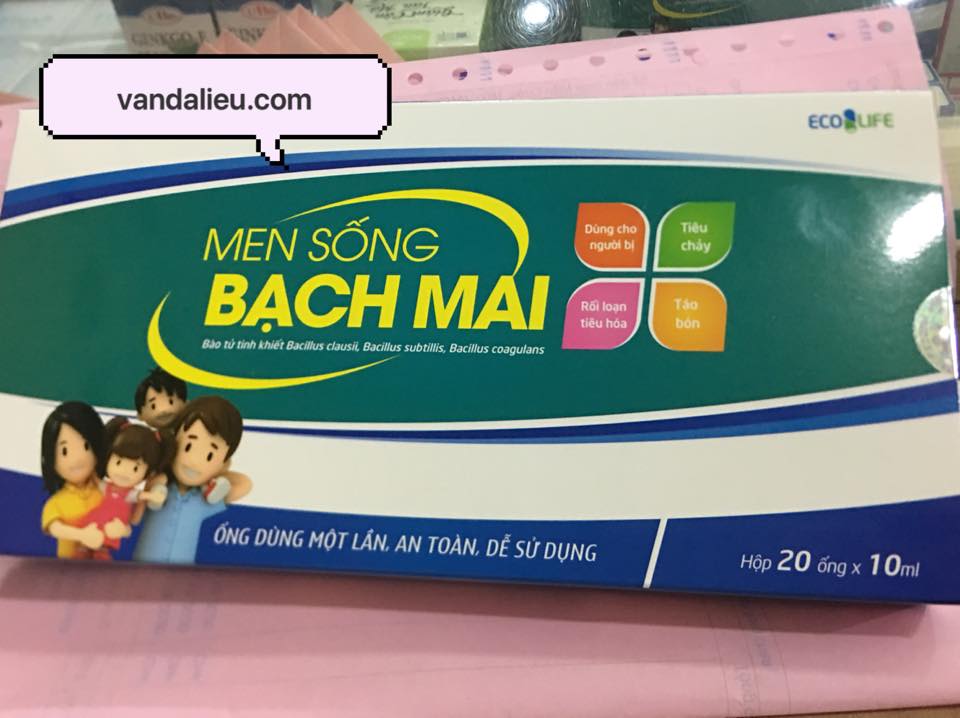 GINKGO E
vandalieu.com
ECO LIFE
MEN SỐNG
BẠCH MAI
Bào tử tinh khiết Bacillus clausii, Bacillus subtillis, Bacillus coagulans
Dùng cho
người bị
Tiêu
chảy
Rối loạn
tiêu hóa
Táo
bón
ỐNG DÙNG MỘT LẦN, AN TOÀN, DỄ SỬ DỤNG
Hộp 20 ống x 10ml